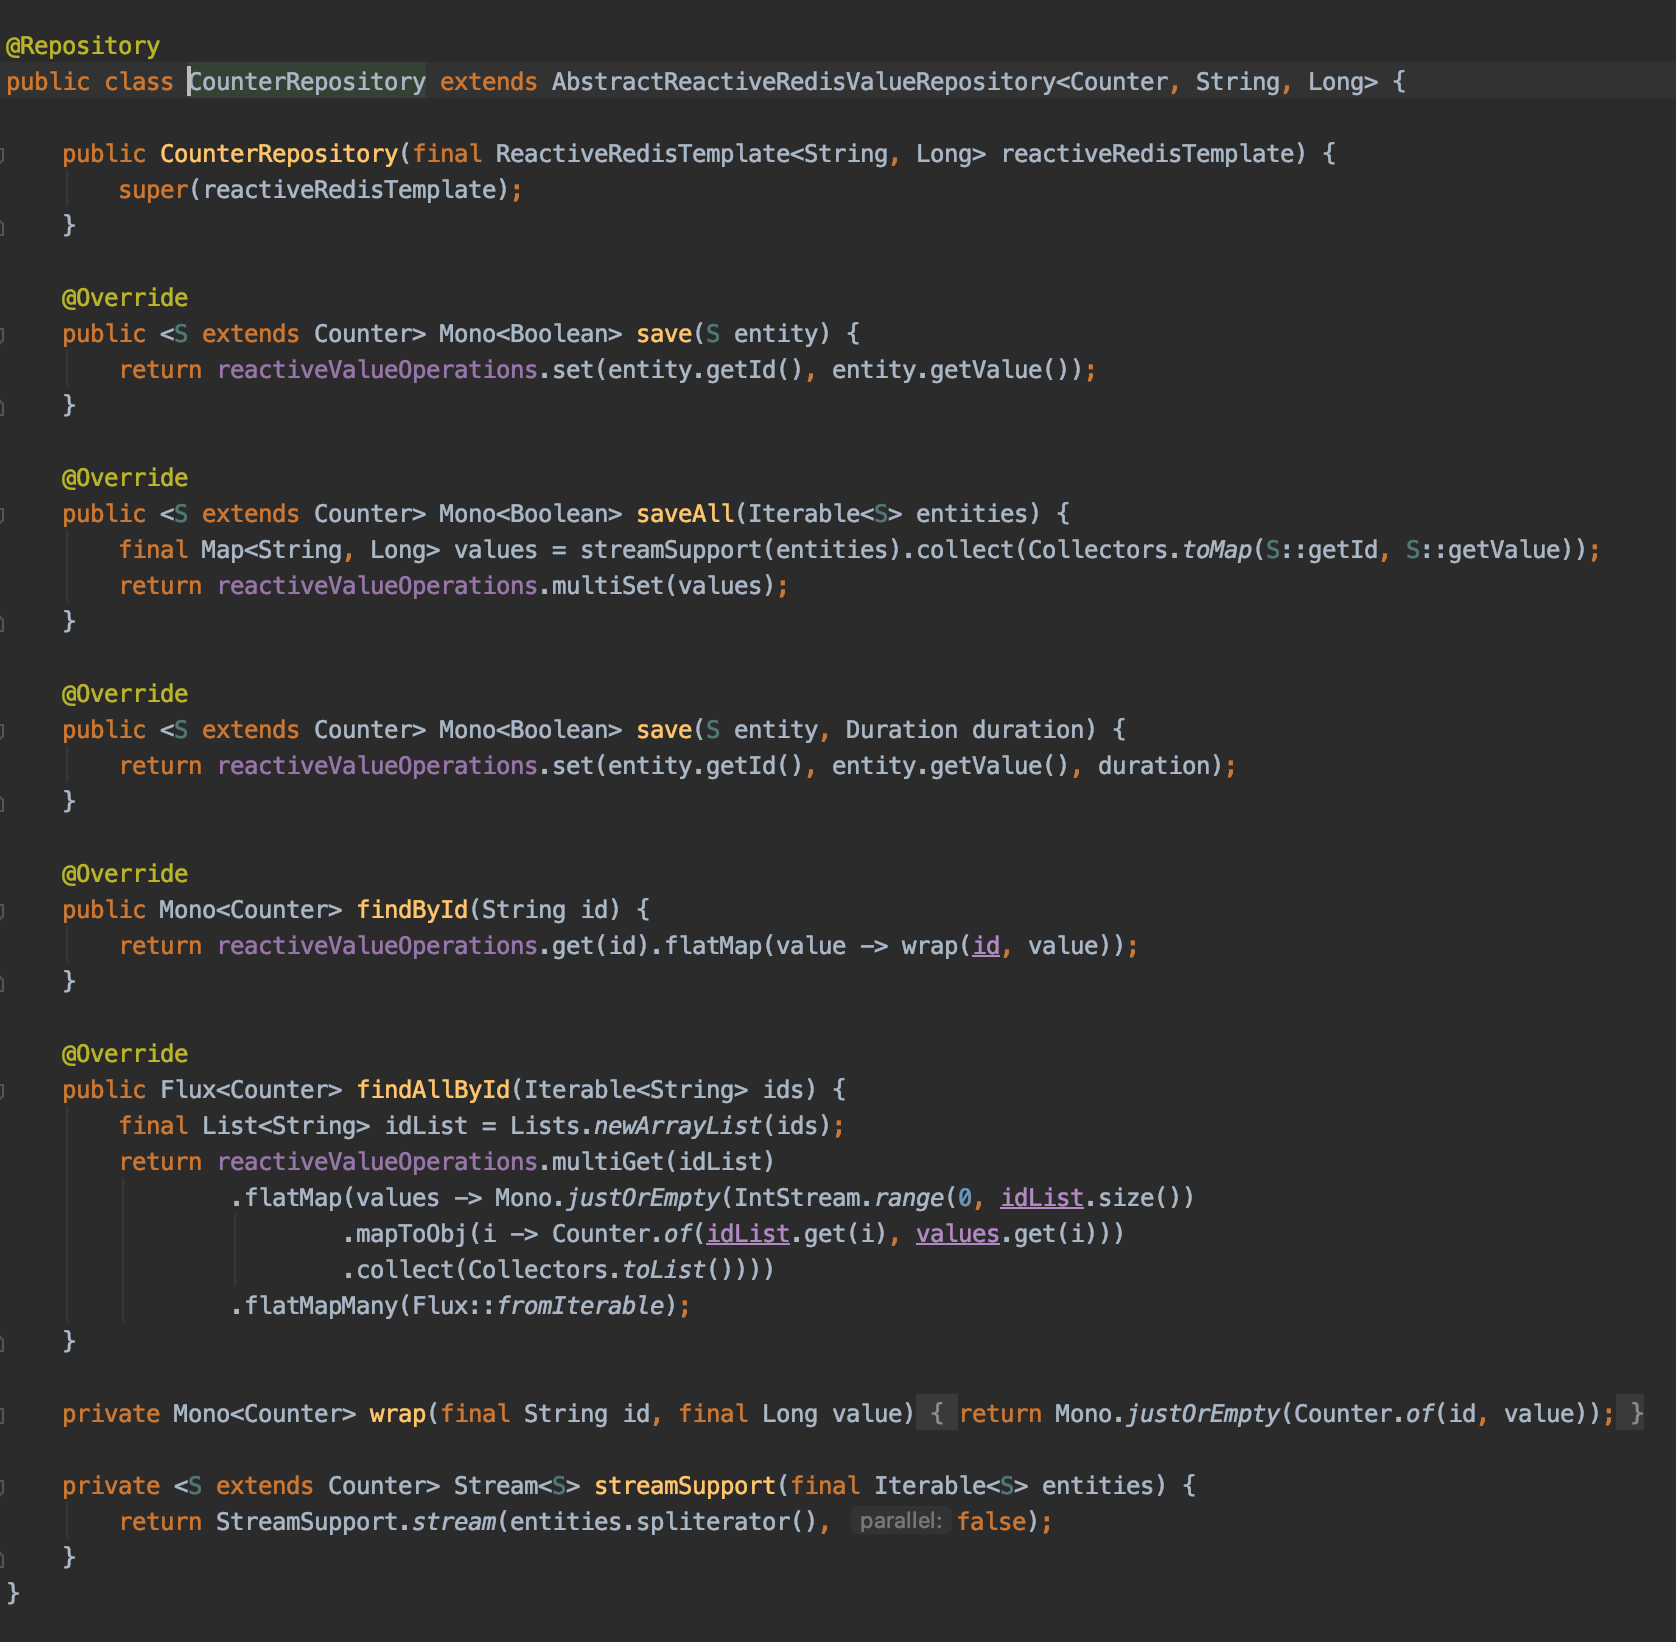 @Repository
public class CounterRepository extends AbstractReactiveRedisValueRepository<Counter, String, Long> {
public CounterRepository(final ReactiveRedisTemplate<String, Long> reactiveRedisTemplate) {
super(reactiveRedisTemplate);
}
@Override
public <S extends Counter> Mono<Boolean> save(S entity) {
return reactiveValueOperations.set(entity.getId(), entity.getValue());
}
@Override
public <S extends Counter> Mono<Boolean> saveAll(Iterable<S> entities) {
final Map<String, Long> values = streamSupport(entities).collect(Collectors.toMap(S::getId, S::getValue));
return reactiveValueOperations.multiSet(values);
}
@Override
public <S extends Counter> Mono<Boolean> save(S entity, Duration duration) {
return reactiveValueOperations.set(entity.getId(), entity.getValue(), duration);
}
@Override
public Mono<Counter> findById(String id) {
return reactiveValueOperations.get(id).flatMap(value -> wrap(id, value));
}
@Override
public Flux<Counter> findAllById(Iterable<String> ids) {
final List<String> idList = Lists.newArrayList(ids);
return reactiveValueOperations.multiGet(idList)
.flatMap(values -> Mono.justOrEmpty(IntStream.range(0, idList.size())
.mapToObj(i -> Counter.of(idList.get(i), values.get(i)))
.collect(Collectors.toList())))
.flatMapMany(Flux::fromIterable);
}
private Mono<Counter> wrap(final String id, final Long value) { return Mono.justOrEmpty(Counter.of(id, value)); }
private <S extends Counter> Stream<S> streamSupport(final Iterable<S> entities) {
return StreamSupport.stream(entities.spliterator(), parallel: false);
}
}